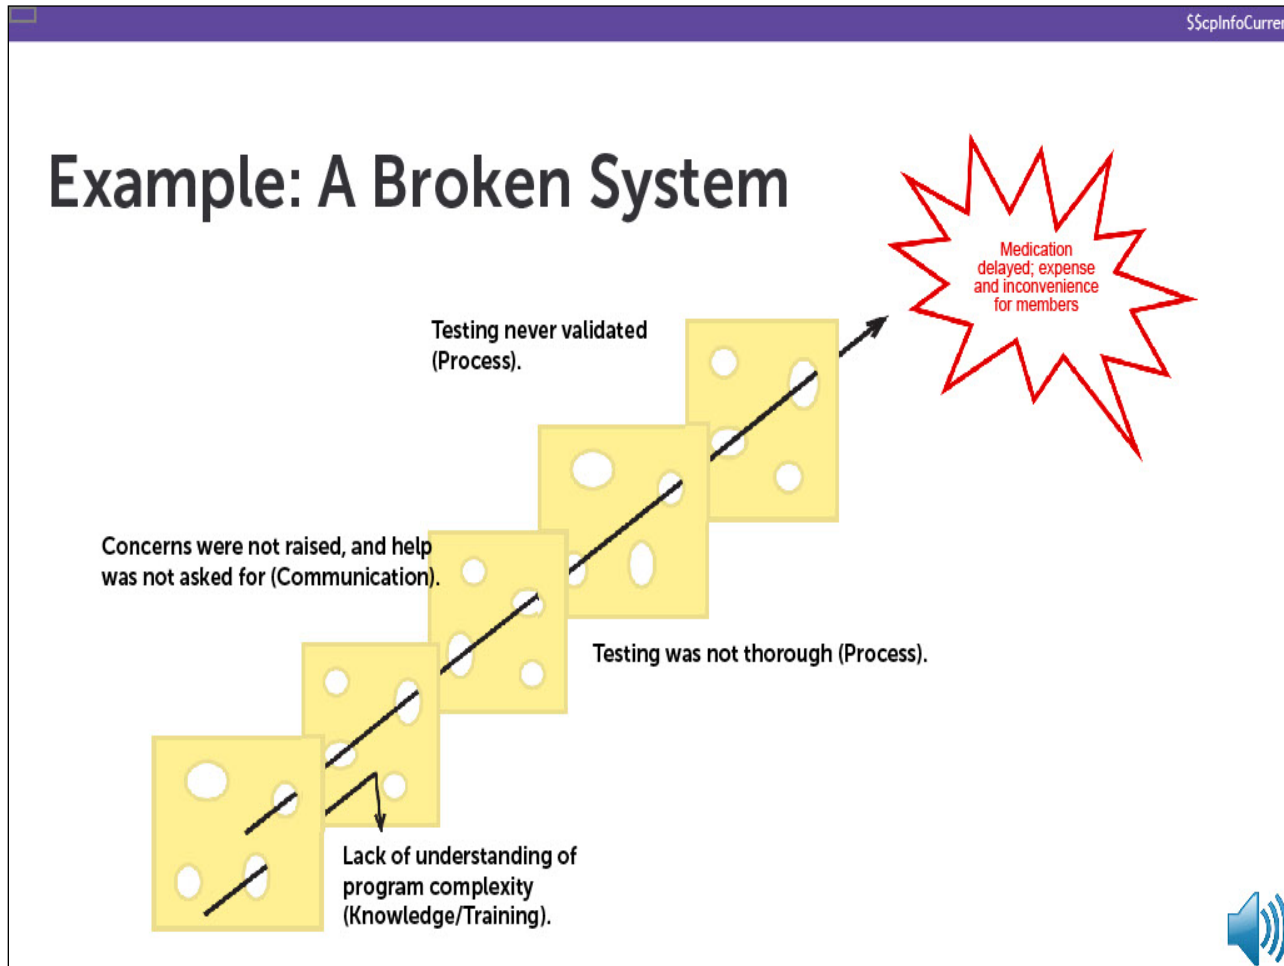 $$cpInfoCurren
Example: A Broken System
Medication
delayed; expense
and inconvenience
for members
Testing never validated
(Process).
Concerns were not raised, and help
was not asked for (Communication).
Testing was not thorough (Process).
Lack of understanding of
program complexity
(Knowledge/Training).